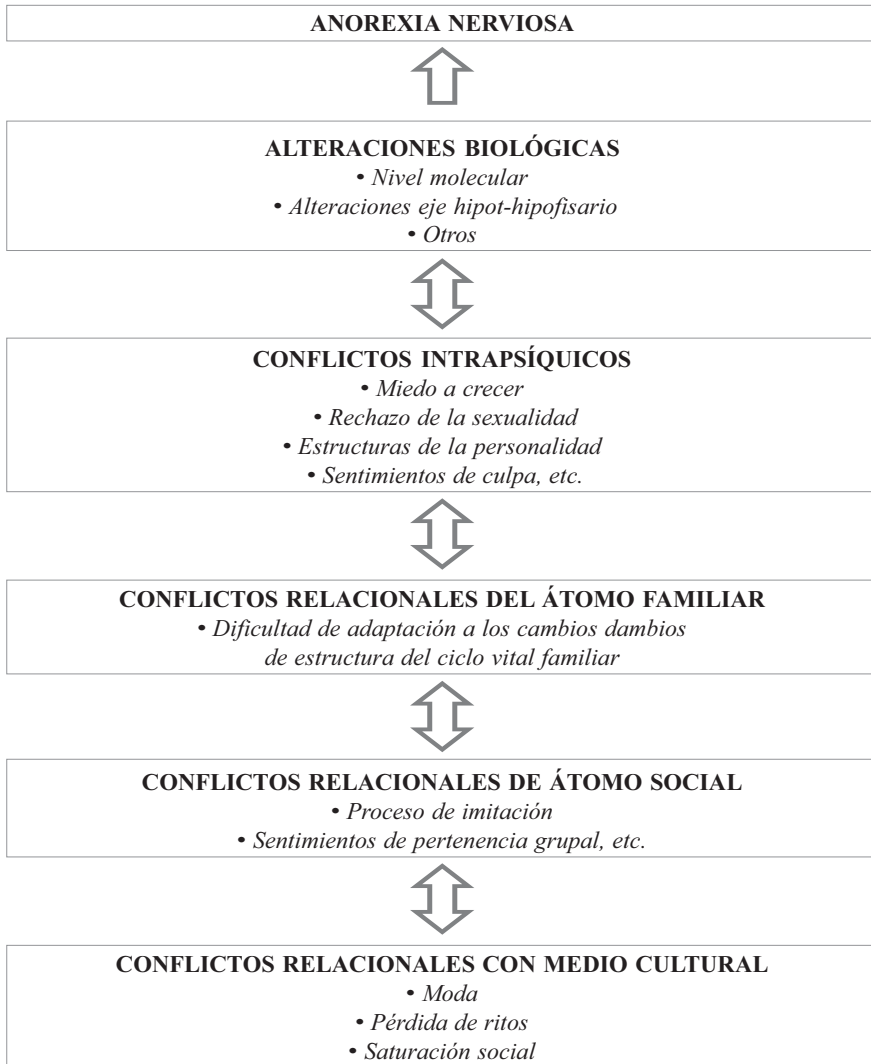 ANOREXIA NERVIOSA
ALTERACIONES BIOLÓGICAS
• Nivel molecular
• Alteraciones eje hipot-hipofisario
• Otros
CONFLICTOS INTRAPSÍQUICOS
• Miedo a crecer
• Rechazo de la sexualidad
• Estructuras de la personalidad
• Sentimientos de culpa, etc.
CONFLICTOS RELACIONALES DEL ÁTOMO FAMILIAR
• Dificultad de adaptación a los cambios dambios
de estructura del ciclo vital familiar
CONFLICTOS RELACIONALES DE ÁTOMO SOCIAL
• Proceso de imitación
• Sentimientos de pertenencia grupal, etc.
CONFLICTOS RELACIONALES CON MEDIO CULTURAL
• Moda
• Pérdida de ritos
• Saturación social